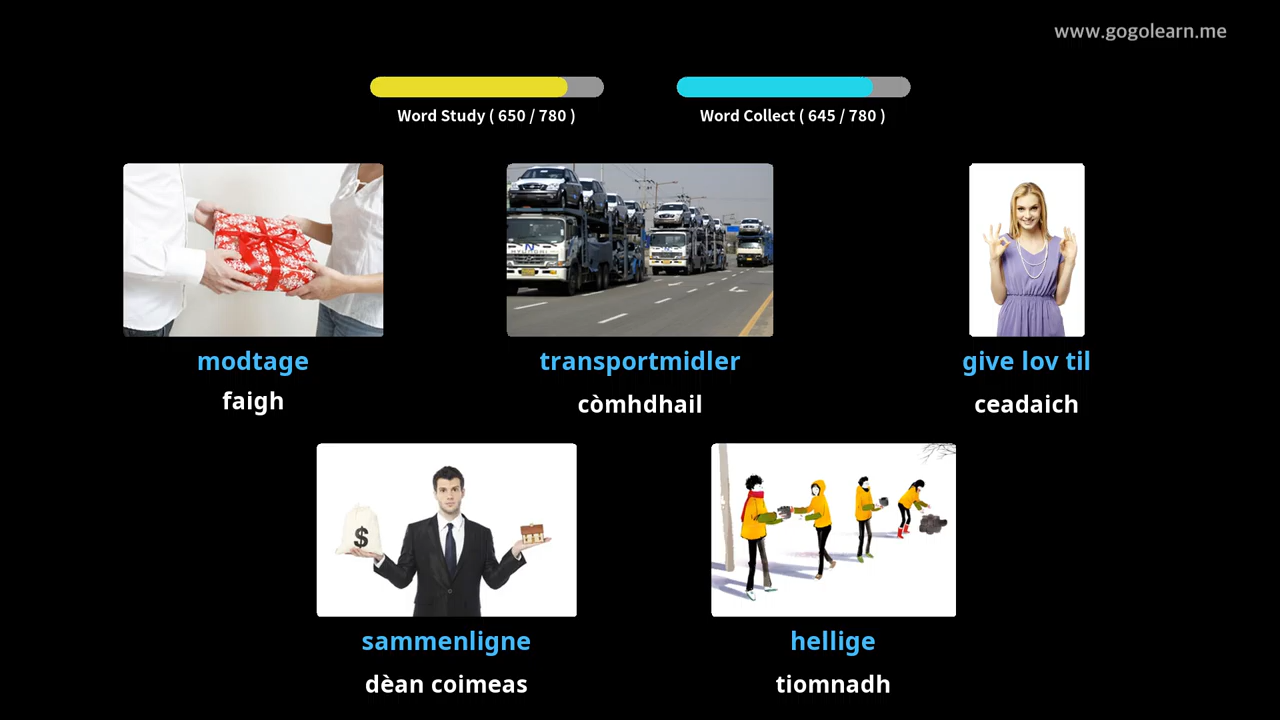 www.gogolearn.me
Word Study ( 650 / 780 )
Word Collect ( 645 / 780 )
modtage
faigh
transportmidler
còmhdhail
give lov til
ceadaich
$
sammenligne
dèan coimeas
hellige
tiomnadh